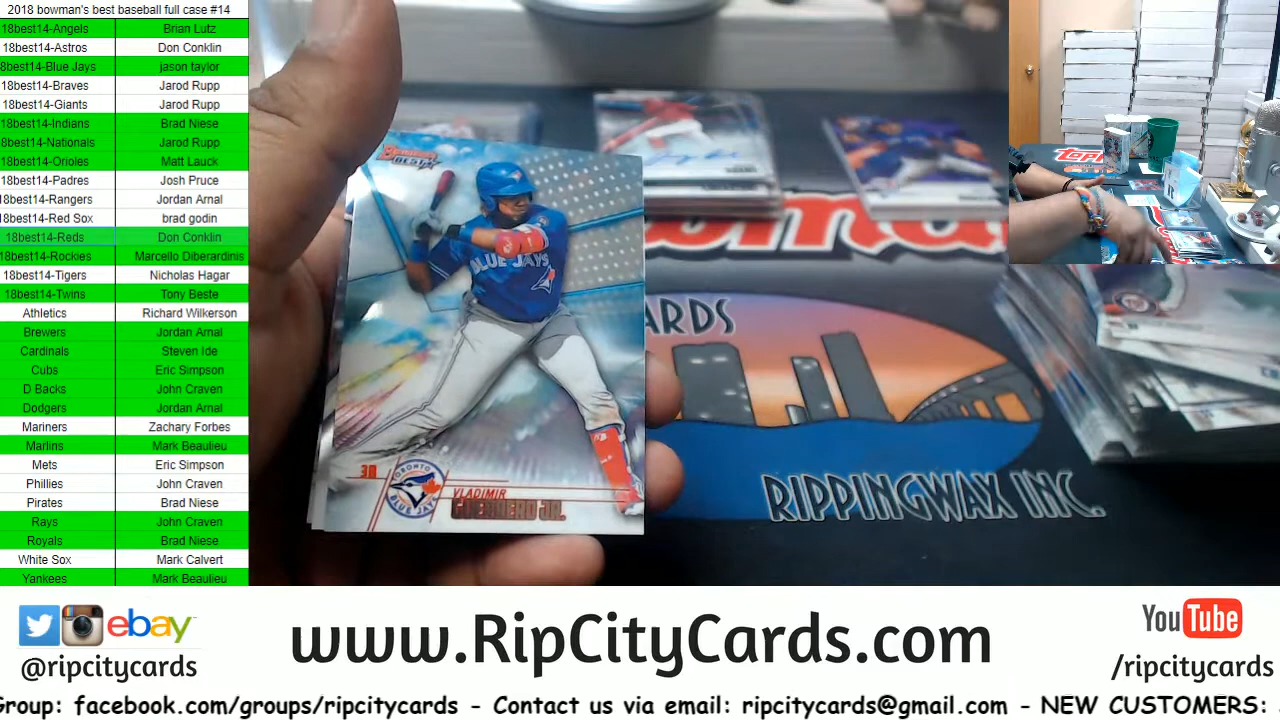 2018 bowman's best baseball full case #14
18best14-Angels Brian Lutz
18best14-Astros Don Conklin
8best14-Blue Jays jason taylor
18best14-Braves Jarod Rupp
18best14-Giants Jarod Rupp
18best14-Indians Brad Niese
8best14-Nationals Jarod Rupp
18best14-Orioles Matt Lauck
18best14-Padres Josh Pruce
18best14-Rangers Jordan Arnal
18best14-Red Sox brad godin
18best14-Reds Don Conklin
18best14-Rockies Marcello Diberardinis
18best14-Tigers Nicholas Hagar
18best14-Twins Tony Beste
Athletics Richard Wilkerson
Brewers Jordan Arnal
Cardinals Steven Ide
Cubs Eric Simpson
D Backs John Craven
Dodgers Jordan Arnal
Mariners Zachary Forbes
Marlins Mark Beaulieu
Mets Eric Simpson
Phillies John Craven
Pirates Brad Niese
Rays John Craven
Royals Brad Niese
White Sox Mark Calvert
Yankees Mark Beaulieu
Bowman's
BEST
BLUE JAYS
30
TORONTO
BLUE JAYS
VLADIMIR
GUERRERO JR.
ARDS
RIPPINGWAX INC.
Topps
ebay
@ripcitycards
www.RipCityCards.com
YouTube
/ripcitycards
Group: facebook.com/groups/ripcitycards - Contact us via email: ripcitycards@gmail.com - NEW CUSTOMERS: